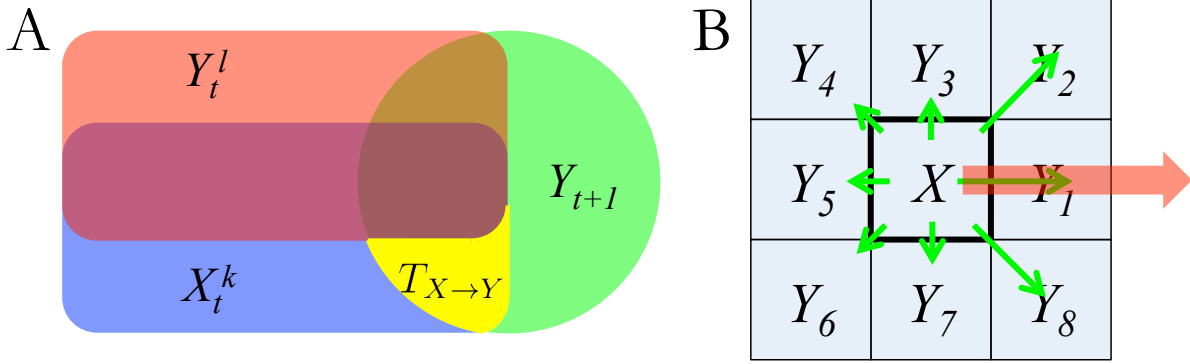 A
Y_t^l
Y_{t+1}
X_t^k
T_{X→Y}
B
Y_4 Y_3 Y_2
Y_5 X Y_1
Y_6 Y_7 Y_8